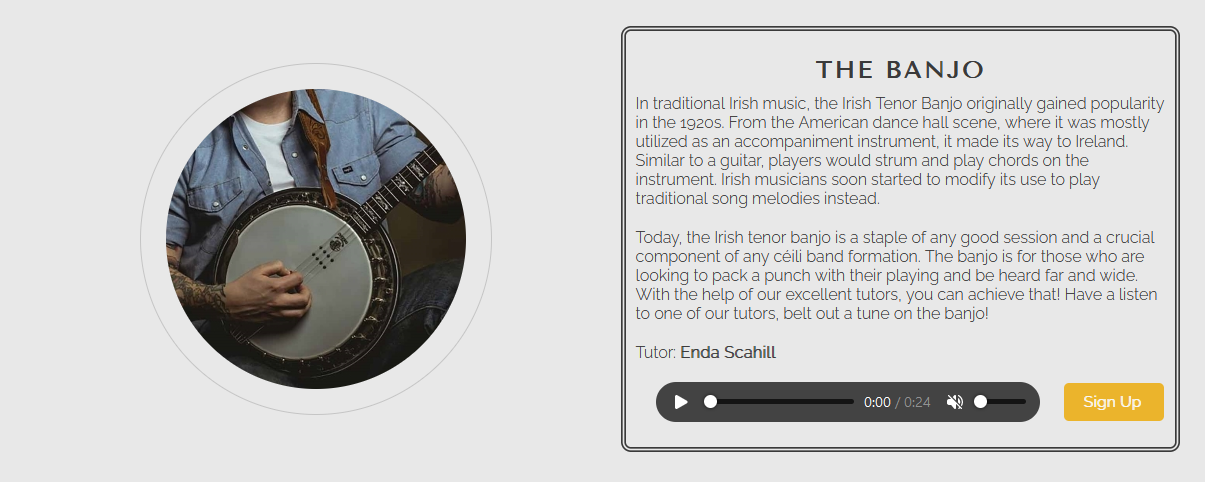 THE BANJO
In traditional Irish music, the Irish Tenor Banjo originally gained popularity
in the 1920s. From the American dance hall scene, where it was mostly
utilized as an accompaniment instrument, it made its way to Ireland.
Similar to a guitar, players would strum and play chords on the
instrument. Irish musicians soon started to modify its use to play
traditional song melodies instead.
Today, the Irish tenor banjo is a staple of any good session and a crucial
component of any céili band formation. The banjo is for those who are
looking to pack a punch with their playing and be heard far and wide.
With the help of our excellent tutors, you can achieve that! Have a listen
to one of our tutors, belt out a tune on the banjo!
Tutor: Enda Scahill
0:00 / 0:24
Sign Up